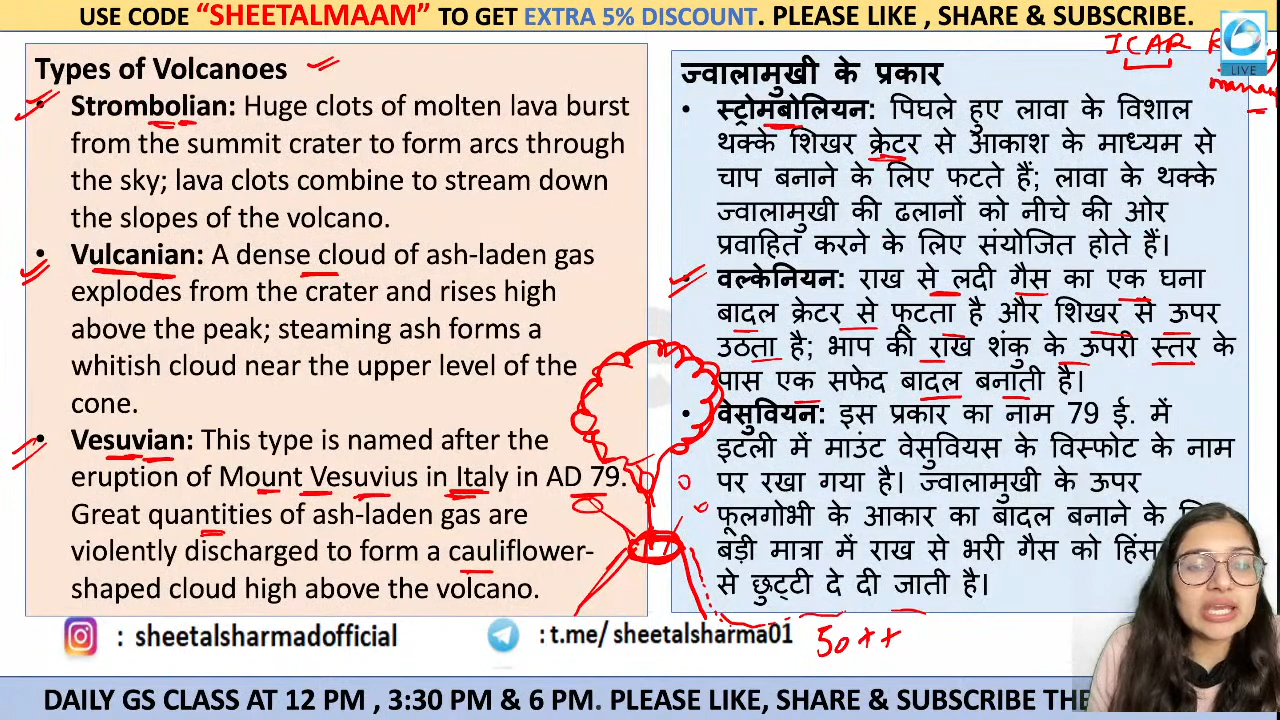 USE CODE “SHEETALMAAM” TO GET EXTRA 5% DISCOUNT. PLEASE LIKE , SHARE & SUBSCRIBE.
ICAR R
LIVE
Types of Volcanoes
• Strombolian: Huge clots of molten lava burst
from the summit crater to form arcs through
the sky; lava clots combine to stream down
the slopes of the volcano.
• Vulcanian: A dense cloud of ash-laden gas
explodes from the crater and rises high
above the peak; steaming ash forms a
whitish cloud near the upper level of the
cone.
• Vesuvian: This type is named after the
eruption of Mount Vesuvius in Italy in AD 79.
Great quantities of ash-laden gas are
violently discharged to form a cauliflower-
shaped cloud high above the volcano.
ज्वालामुखी के प्रकार
• स्ट्रोमबोलियन: पिघले हुए लावा के विशाल
थक्के शिखर क्रेटर से आकाश के माध्यम से
चाप बनाने के लिए फटते हैं; लावा के थक्के
ज्वालामुखी की ढलानों को नीचे की ओर
प्रवाहित करने के लिए संयोजित होते हैं।
• वल्केनियन: राख से लदी गैस का एक घना
बादल क्रेटर से फूटता है और शिखर से ऊपर
उठता है; भाप की राख शंकु के ऊपरी स्तर के
पास एक सफेद बादल बनाती है।
• वेसुवियन: इस प्रकार का नाम 79 ई. में
इटली में माउंट वेसुवियस के विस्फोट के नाम
पर रखा गया है। ज्वालामुखी के ऊपर
फूलगोभी के आकार का बादल बनाने के
बड़ी मात्रा में राख से भरी गैस को
से छुट्टी दे दी जाती है।
: sheetalsharmadofficial
: t.me/ sheetalsharma01
50++
DAILY GS CLASS AT 12 PM , 3:30 PM & 6 PM. PLEASE LIKE, SHARE & SUBSCRIBE THE